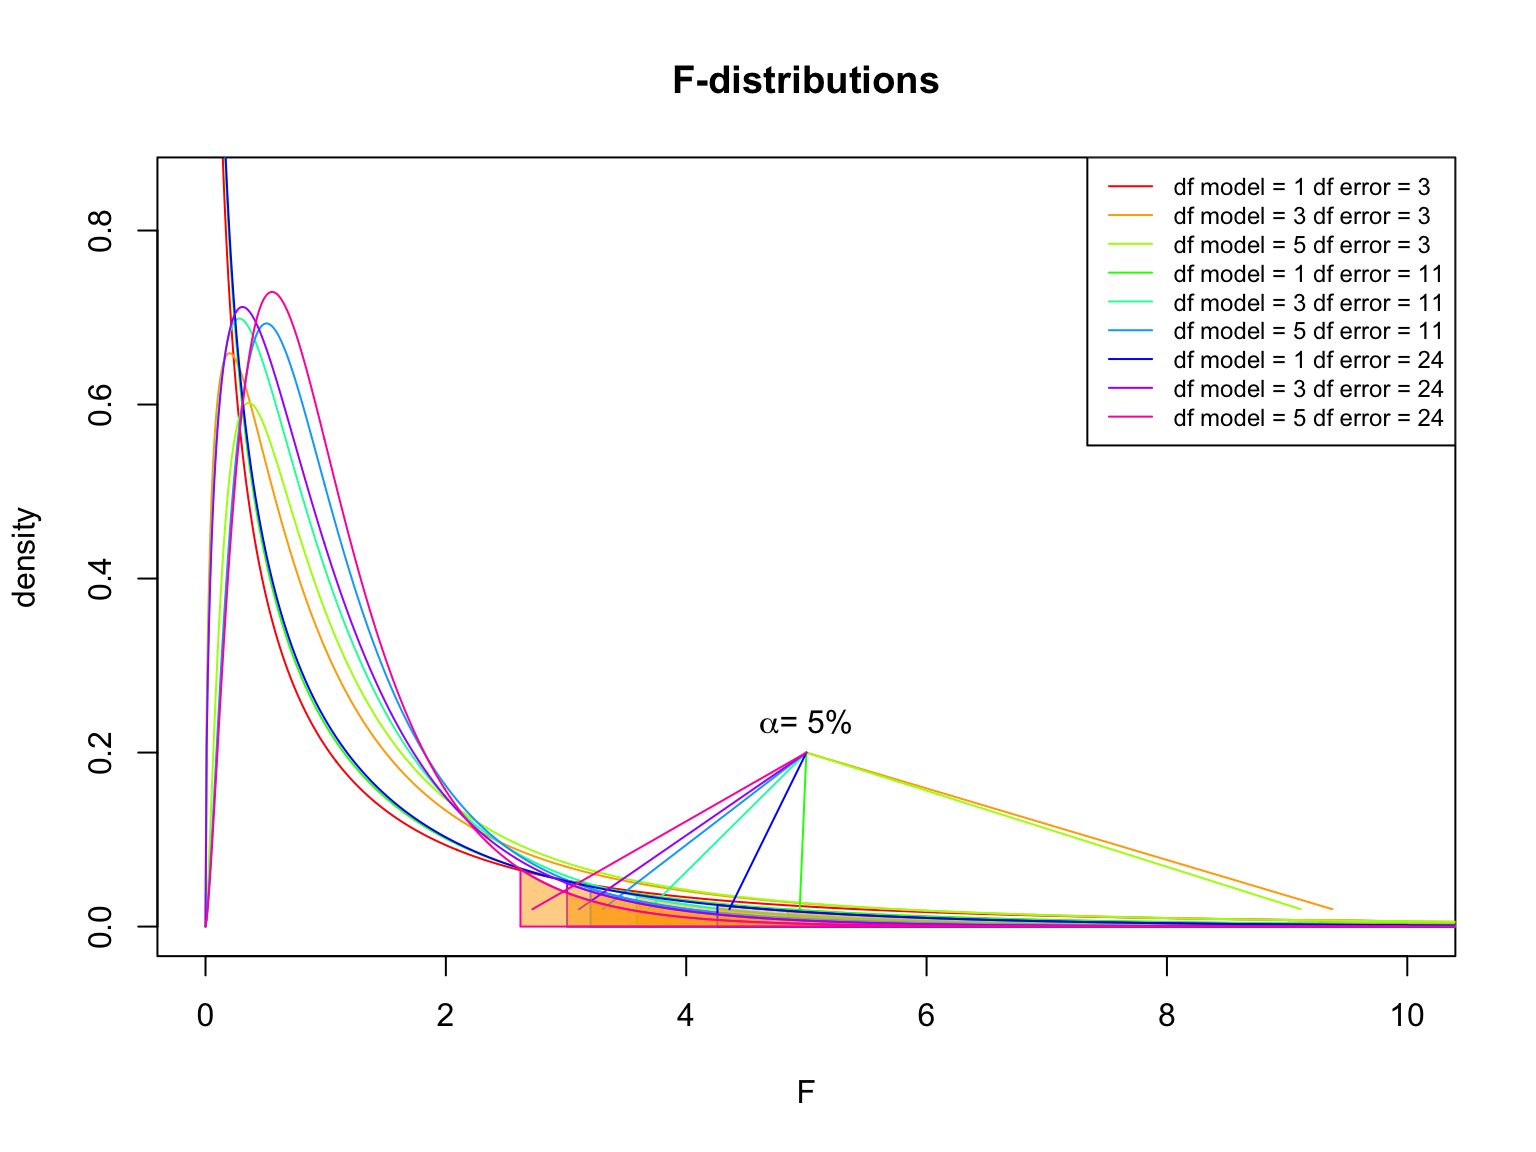 F-distributions
df model = 1 df error = 3
df model = 3 df error = 3
df model = 5 df error = 3
df model = 1 df error = 11
df model = 3 df error = 11
df model = 5 df error = 11
df model = 1 df error = 24
df model = 3 df error = 24
df model = 5 df error = 24
0.8
0.6
0.4
0.2
0.0
density
α= 5%
0 2 4 6 8 10
F